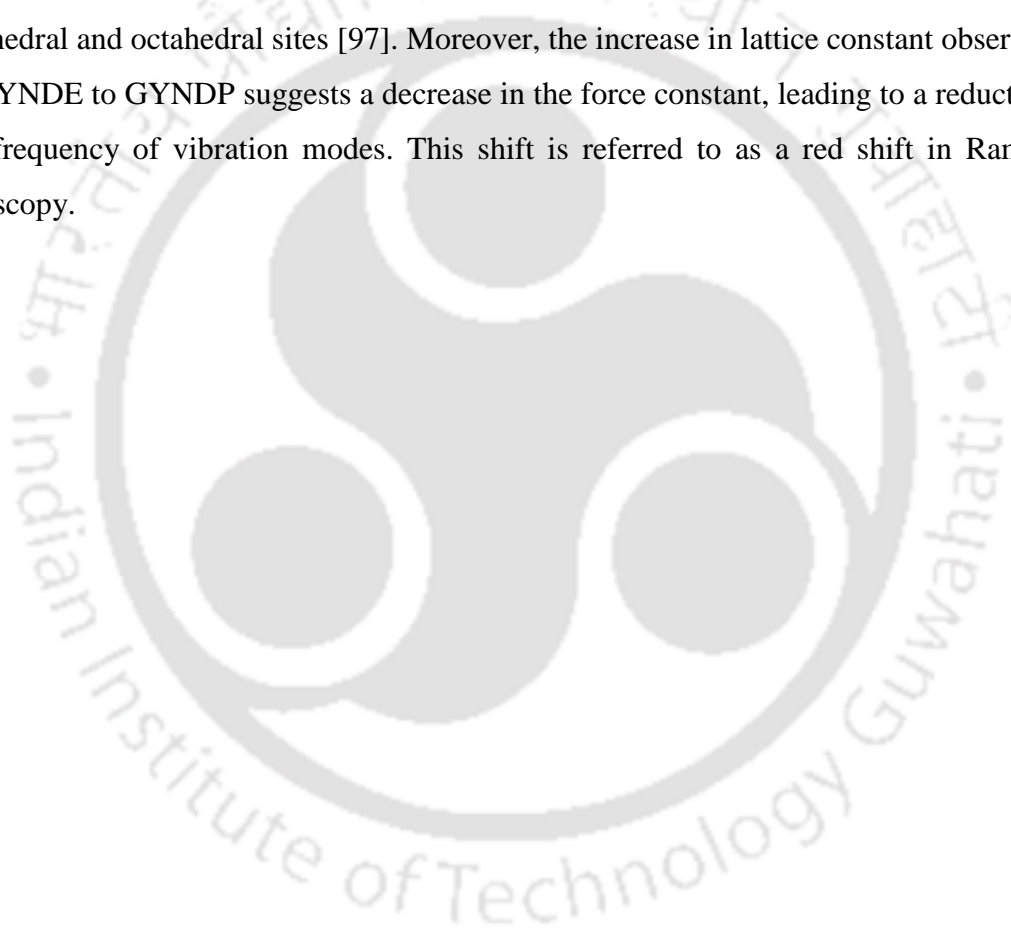 hedral and octahedral sites [97]. Moreover, the increase in lattice constant obser
YNDE to GYNDP suggests a decrease in the force constant, leading to a reduct
frequency of vibration modes. This shift is referred to as a red shift in Ran
scopy.
Indian Institute of Technology Guwahati